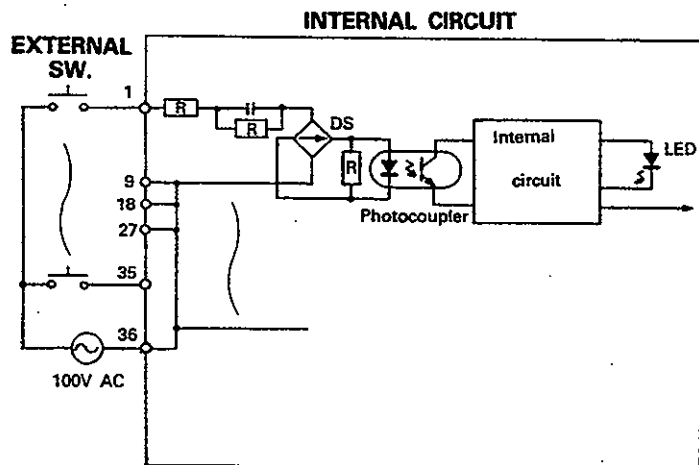 INTERNAL CIRCUIT
EXTERNAL
SW.
1
R
R
DS
R
Photocoupler
Internal
circuit
LED
9
18
27
35
36
100V AC